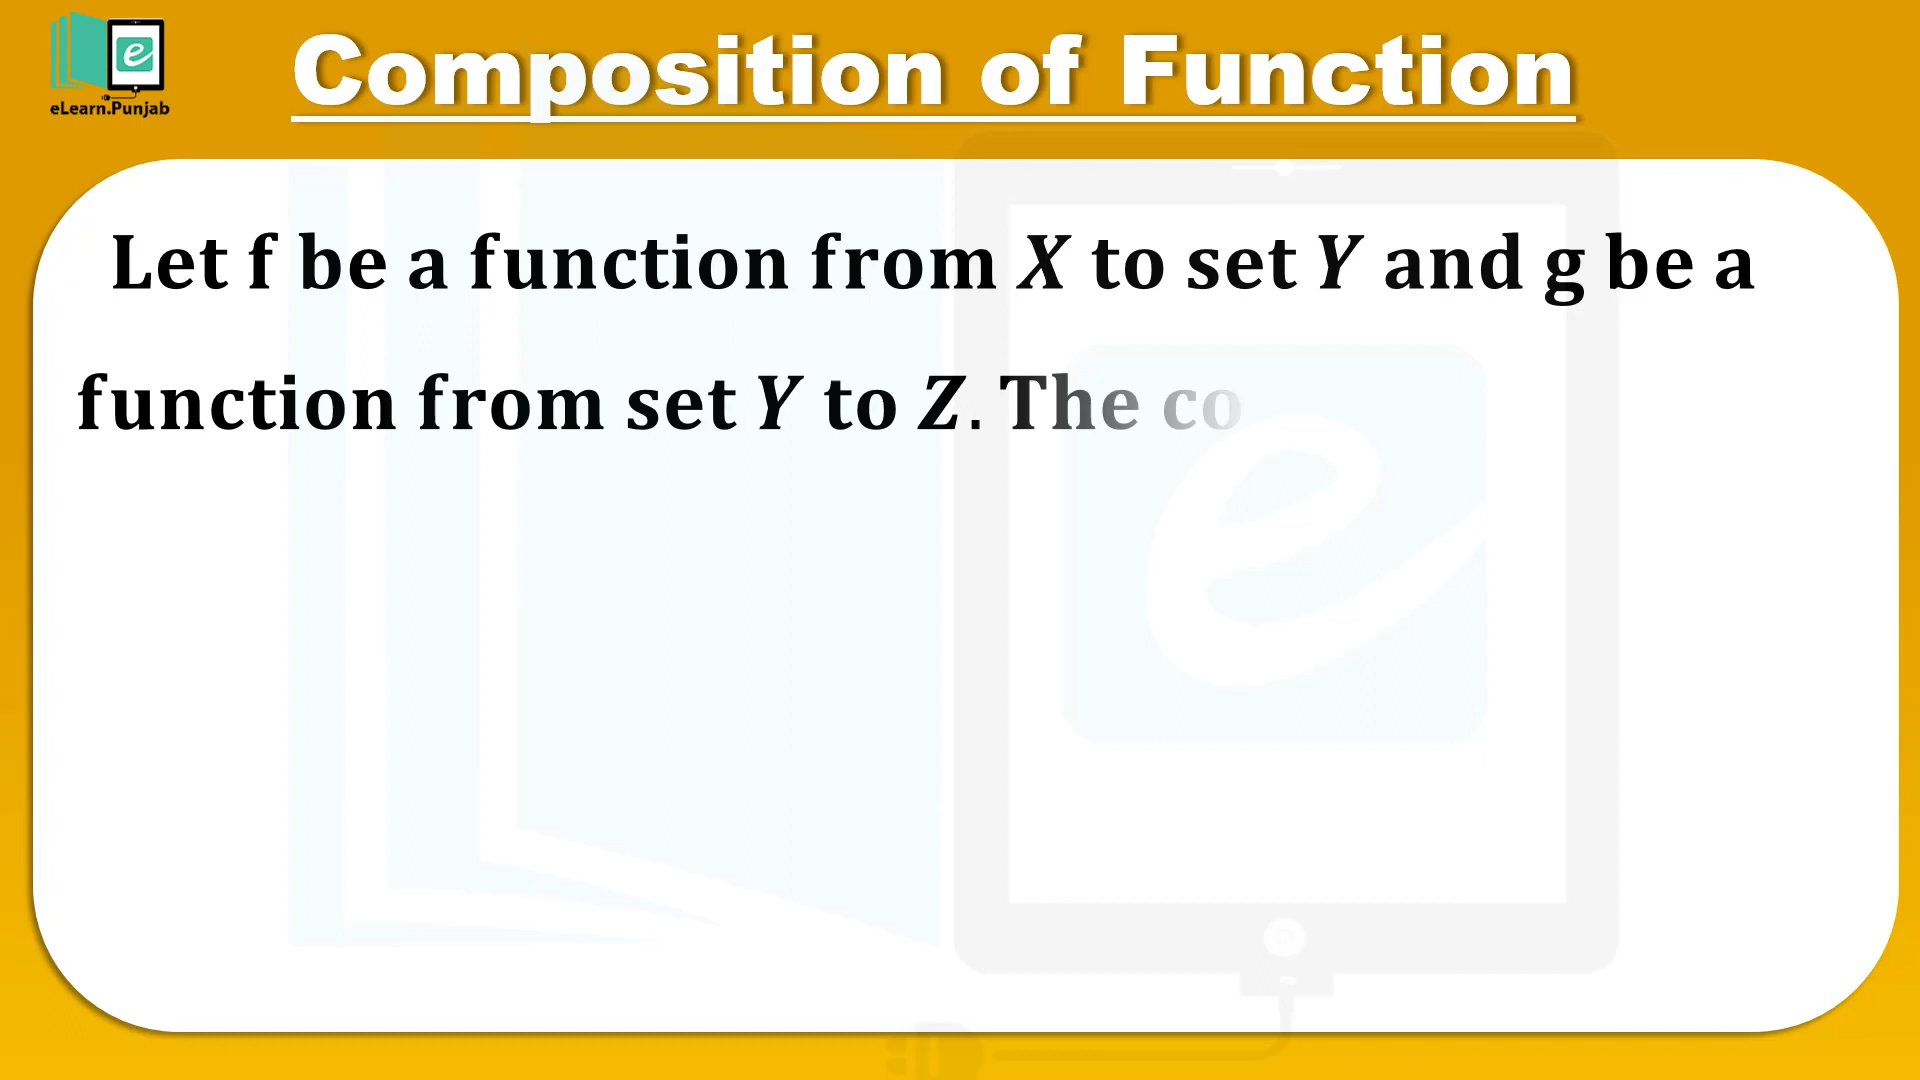 eLearn.Punjab
Composition of Function
Let f be a function from X to set Y and g be a
function from set Y to Z. The co